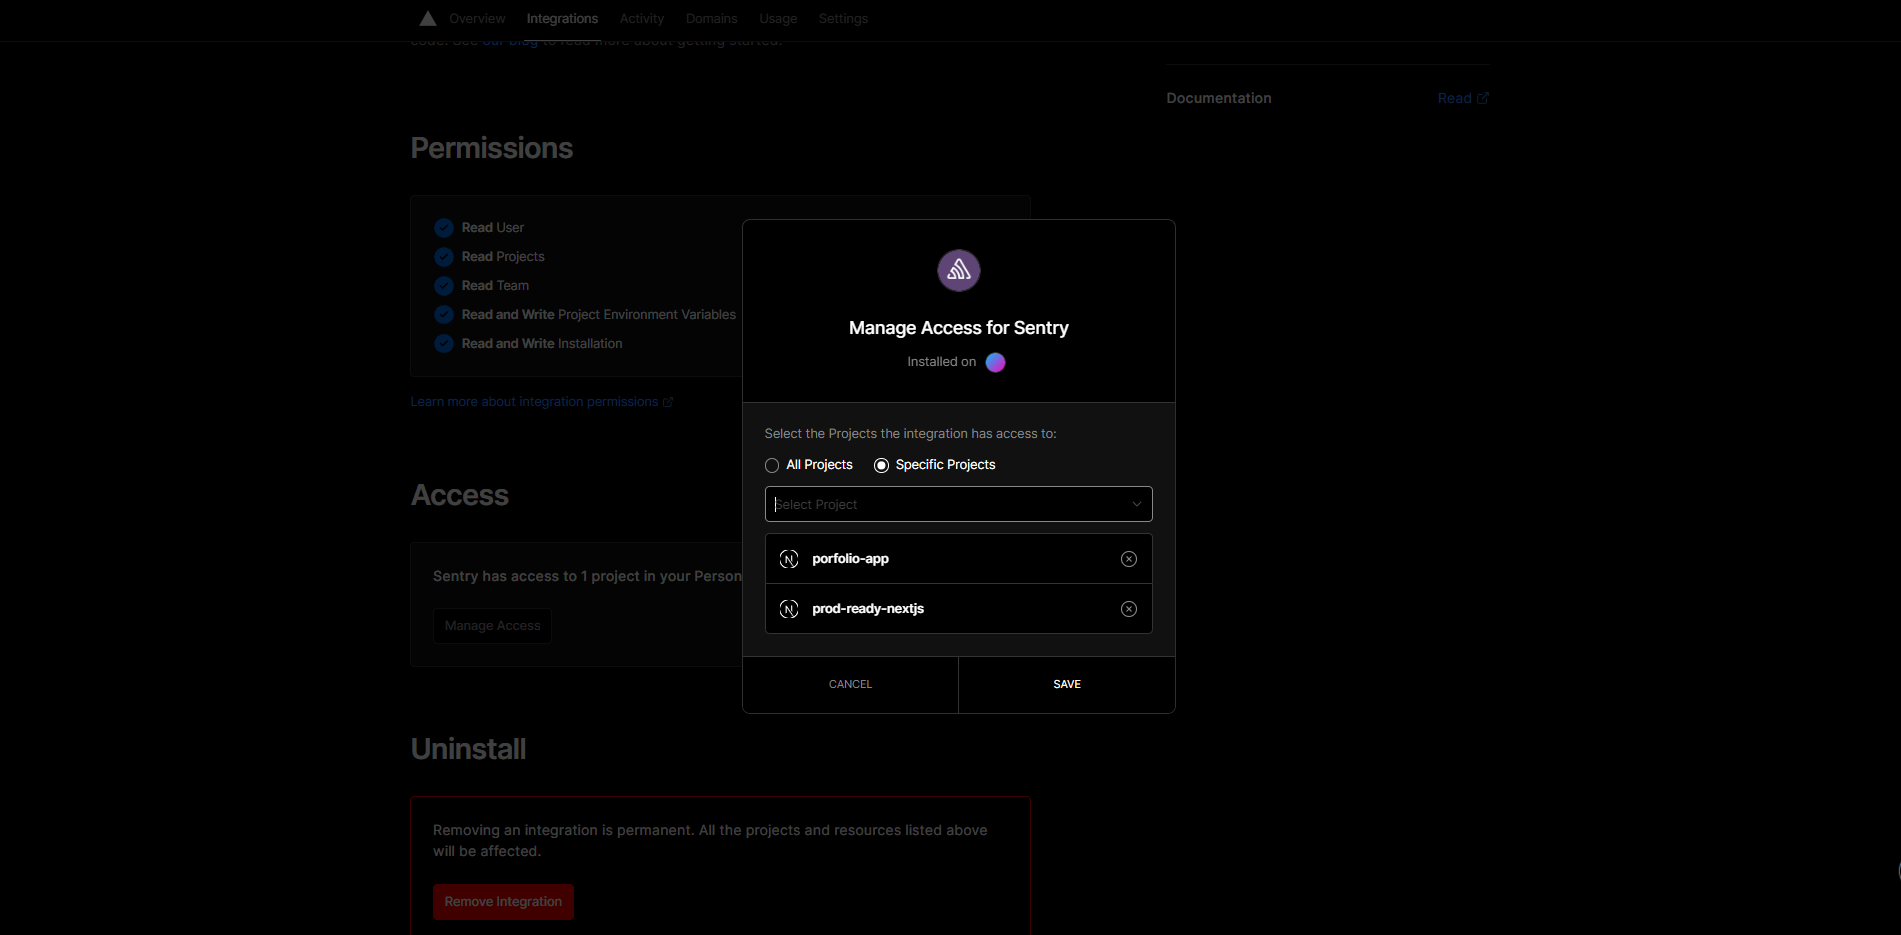 Overview Integrations Activity Domains Usage Settings
code. See our blog to read more about getting started.
Documentation Read
Permissions
Read User
Read Projects
Read Team
Read and Write Project Environment Variables
Read and Write Installation
Learn more about integration permissions
Access
Sentry has access to 1 project in your Person
Manage Access
Manage Access for Sentry
Installed on
Select the Projects the integration has access to:
All Projects Specific Projects
Select Project
porfolio-app
prod-ready-nextjs
CANCEL SAVE
Uninstall
Removing an integration is permanent. All the projects and resources listed above
will be affected.
Remove Integration